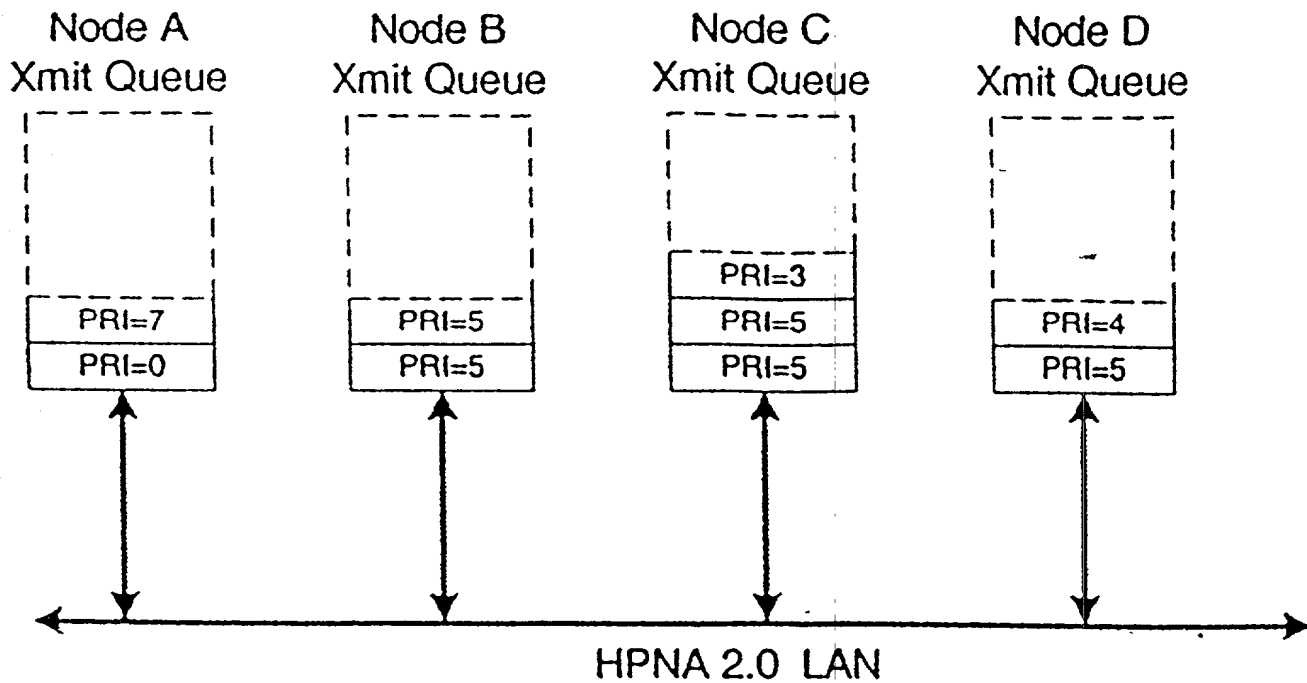 Node A
Xmit Queue
Node B
Xmit Queue
Node C
Xmit Queue
Node D
Xmit Queue
PRI=7
PRI=0
PRI=5
PRI=5
PRI=3
PRI=5
PRI=5
PRI=4
PRI=5
HPNA 2.0 LAN